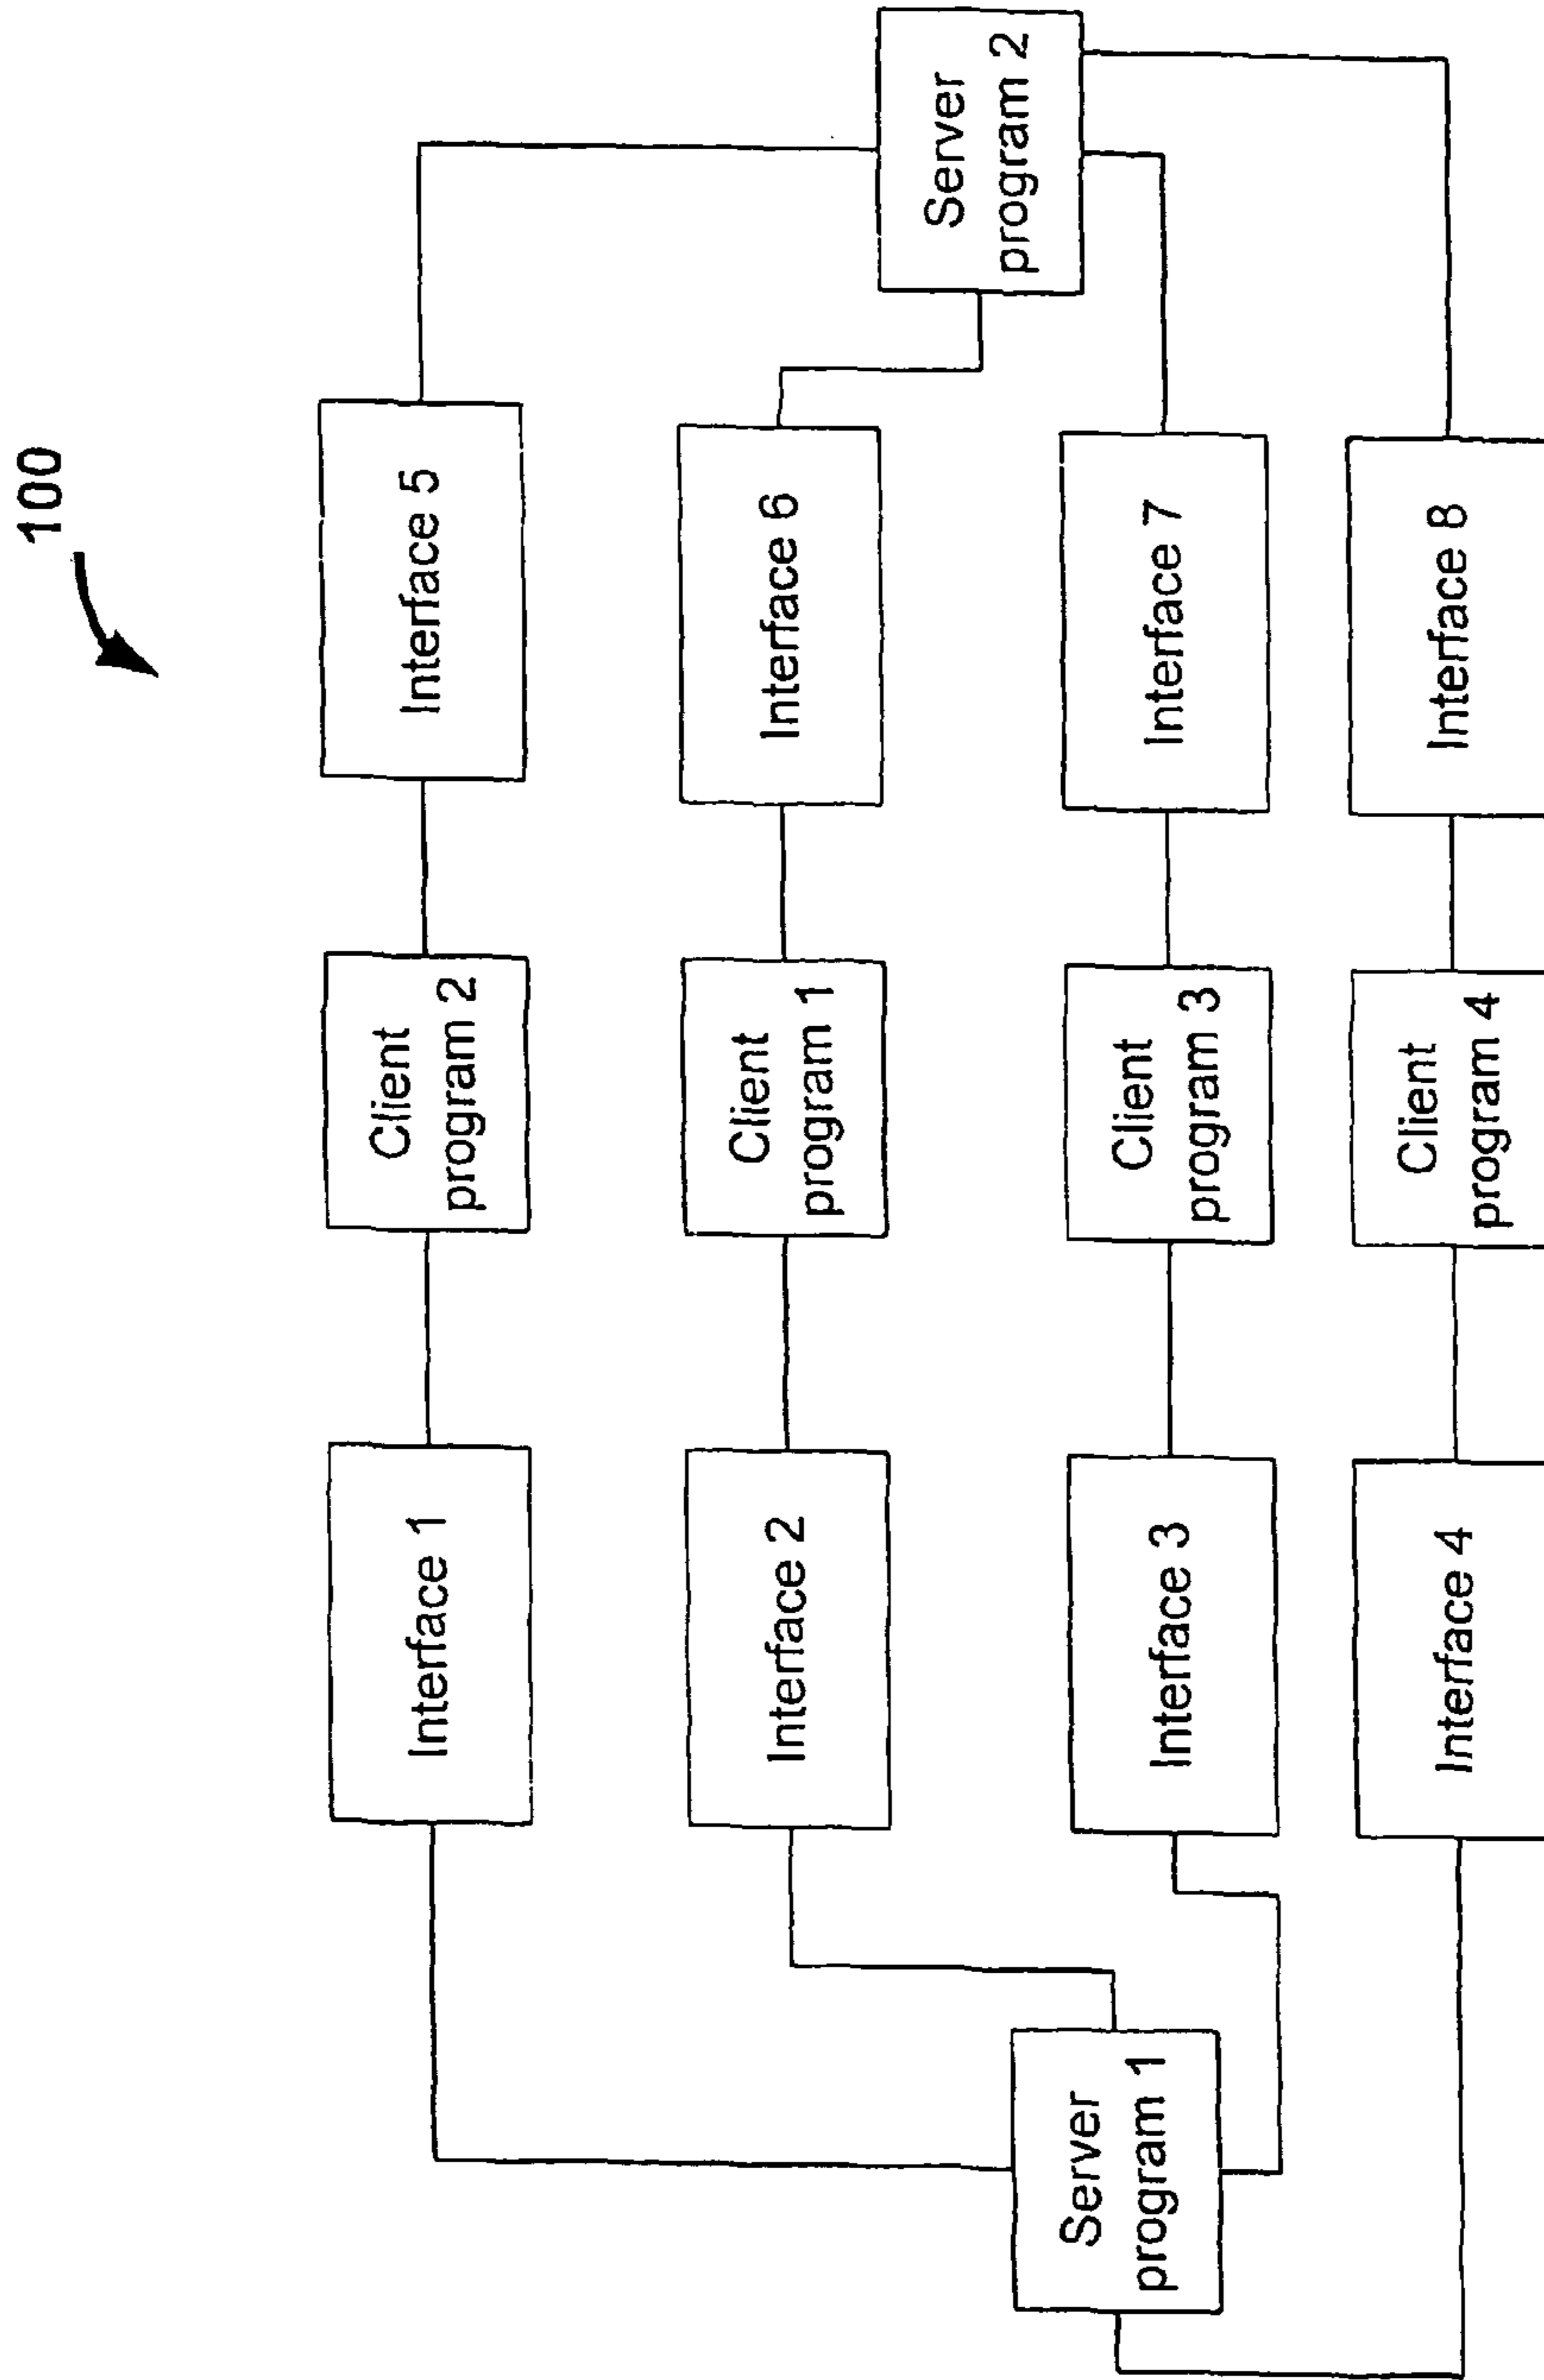 100
Interface 1
Client
program 2
Interface 5
Interface 2
Client
program 1
Interface 6
Server
program 2
Server
program 1
Interface 3
Client
program 3
Interface 7
Interface 4
Client
program 4
Interface 8